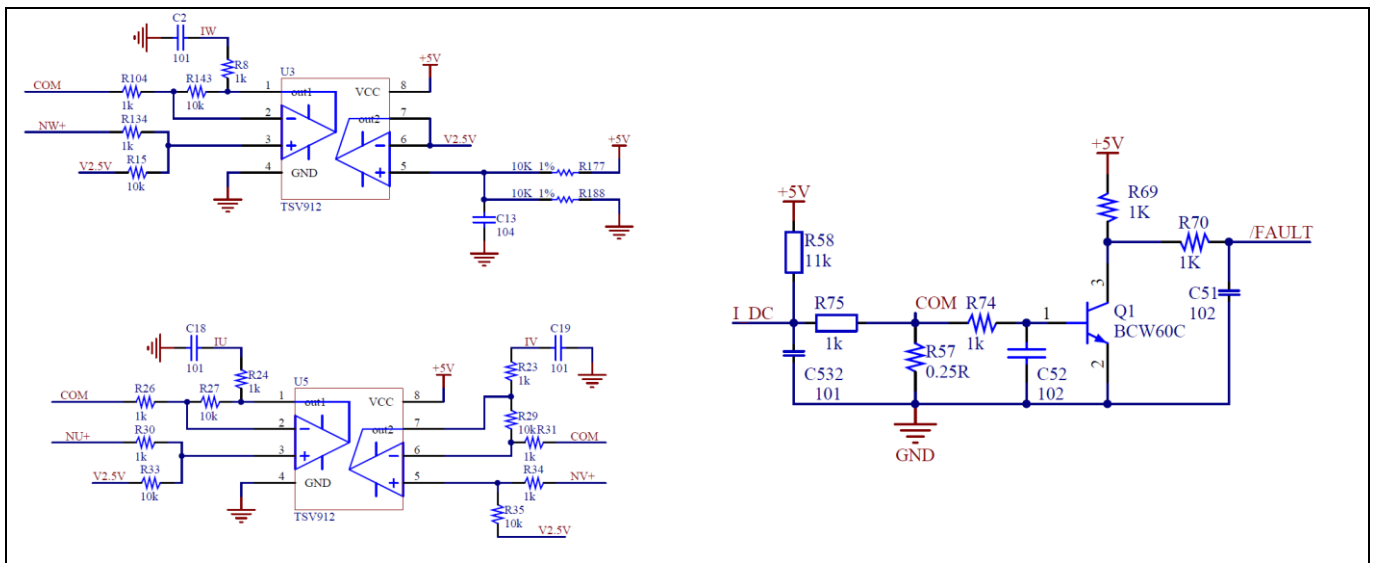 C2
IW
101
R8
1k
+5V
COM
R104
R143
1k
10k
U3
1
out1
VCC
8
2
7
out2
NW+
R134
1k
3
6
V2.5V
V2.5V
R15
10k
4
GND
5
TSV912
+5V
10K 1%
R177
10K 1%
R188
C13
104
C18
IU
101
R24
1k
+5V
IV
C19
R23
1k
101
COM
R26
R27
1k
10k
U5
1
out1
VCC
8
2
7
out2
R29
10k
R31
COM
1k
NU+
R30
1k
3
6
V2.5V
R33
10k
4
GND
5
R34
NV+
1k
TSV912
R35
10k
V2.5V
+5V
R69
1K
+5V
R58
11k
R70
/FAULT
1K
I_DC
R75
1k
COM
R74
1k
1
3
2
Q1
BCW60C
C51
102
C532
101
R57
0.25R
C52
102
GND